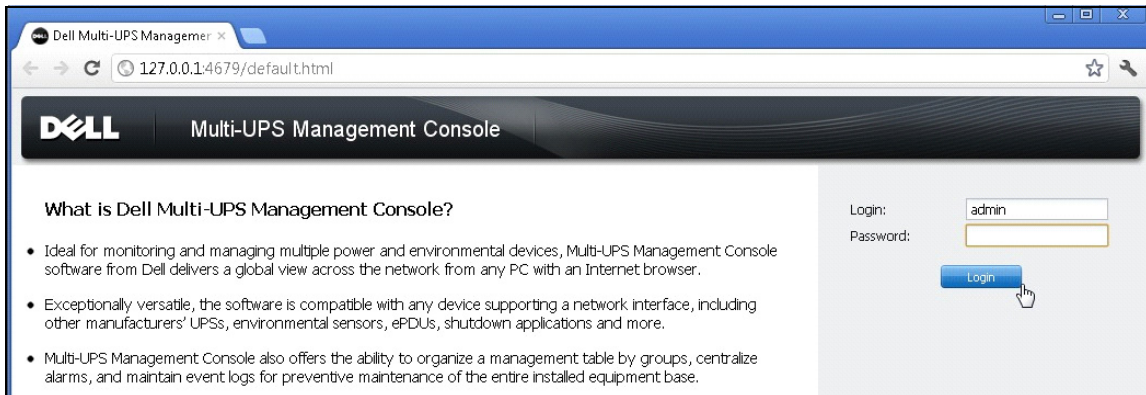 Dell Multi-UPS Managemer
127.0.0.1:4679/default.html
DELL
Multi-UPS Management Console
What is Dell Multi-UPS Management Console?
• Ideal for monitoring and managing multiple power and environmental devices, Multi-UPS Management Console
software from Dell delivers a global view across the network from any PC with an Internet browser.
• Exceptionally versatile, the software is compatible with any device supporting a network interface, including
other manufacturers' UPSs, environmental sensors, ePDUs, shutdown applications and more.
• Multi-UPS Management Console also offers the ability to organize a management table by groups, centralize
alarms, and maintain event logs for preventive maintenance of the entire installed equipment base.
Login: admin
Password:
Login